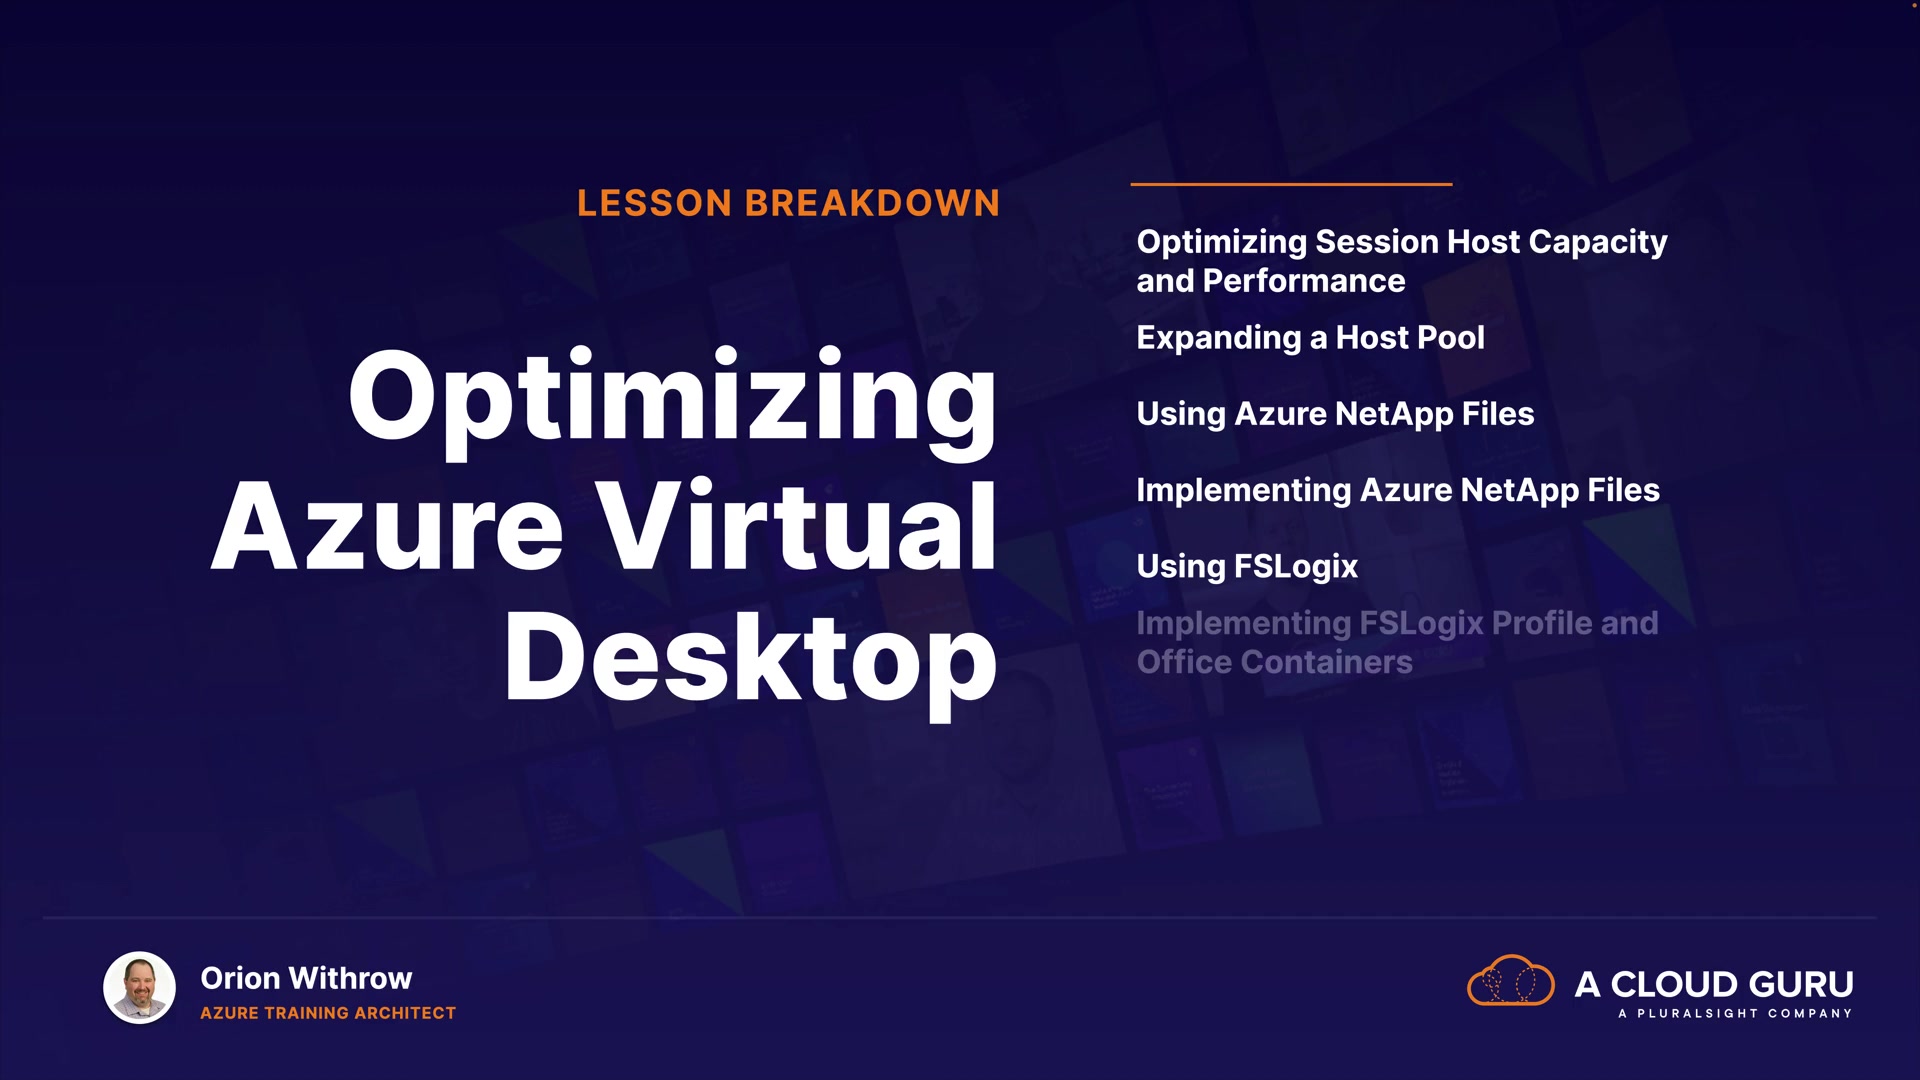 LESSON BREAKDOWN
Optimizing
Azure Virtual
Desktop
Optimizing Session Host Capacity
and Performance
Expanding a Host Pool
Using Azure NetApp Files
Implementing Azure NetApp Files
Using FSLogix
Implementing FSLogix Profile and
Office Containers
Orion Withrow
AZURE TRAINING ARCHITECT
A CLOUD GURU
A PLURALSIGHT COMPANY